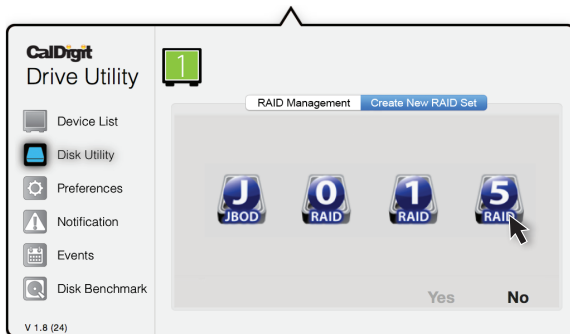 CalDigit
Drive Utility
1
Device List
Disk Utility
Preferences
Notification
Events
Disk Benchmark
V 1.8 (24)
RAID Management
Create New RAID Set
J
JBOD
0
RAID
1
RAID
5
RAID
Yes
No